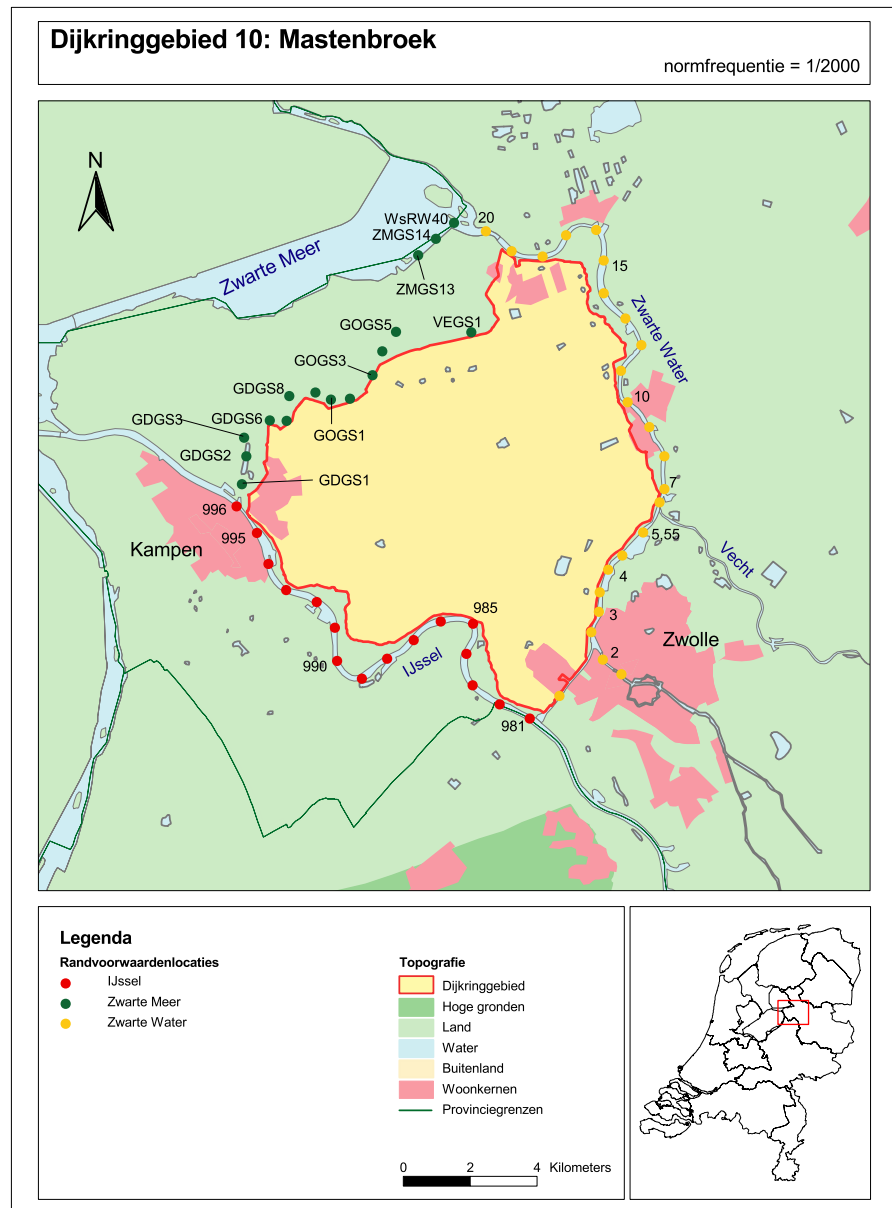 Dijkringgebied 10: Mastenbroek
normfrequentie = 1/2000
N
WsRW40
20
ZMGS14
Zwarte Meer
15
ZMGS13
Zwarte Water
GOGS5
VEGS1
GOGS3
GDGS8
10
GDGS3
GDGS6
GOGS1
GDGS2
GDGS1
7
996
995
5,55
Kampen
Vecht
4
985
3
Zwolle
2
990
IJssel
981
Legenda
Randvoorwaardenlocaties
IJssel
Zwarte Meer
Zwarte Water
Topografie
Dijkringgebied
Hoge gronden
Land
Water
Buitenland
Woonkernen
Provinciegrenzen
0 2 4 Kilometers